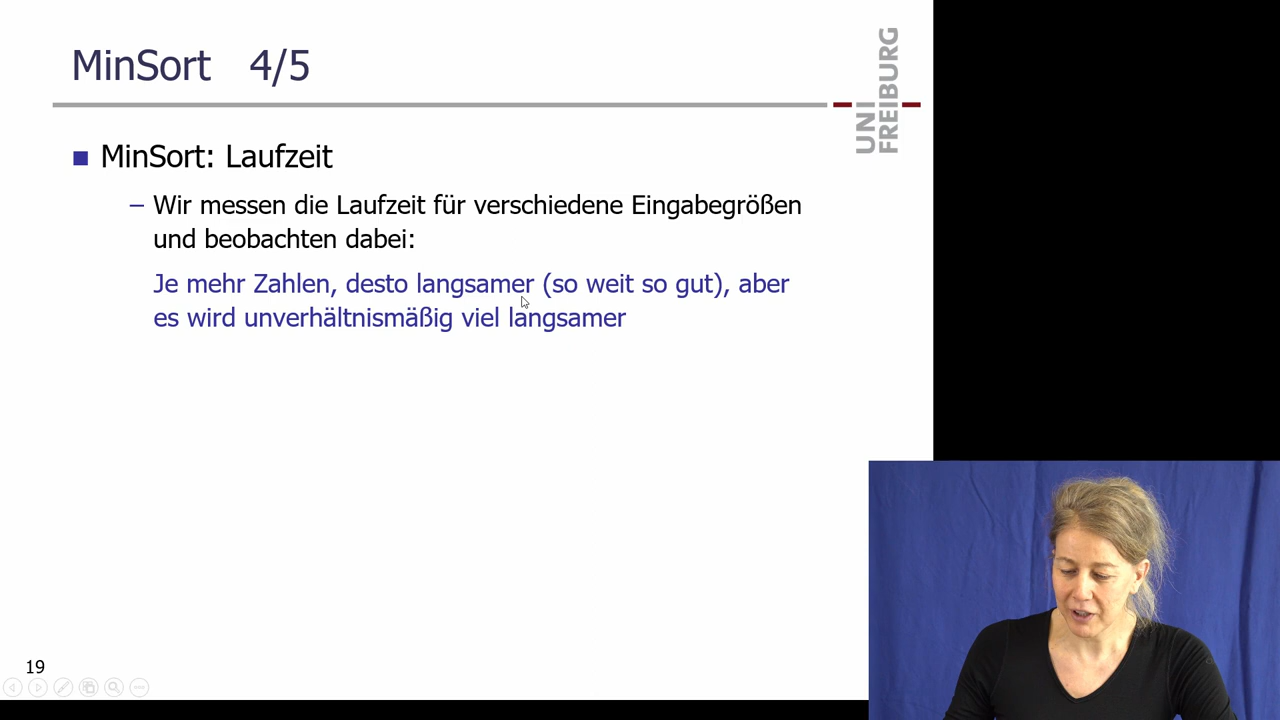 MinSort 4/5
UNI
FREIBURG
■ MinSort: Laufzeit
– Wir messen die Laufzeit für verschiedene Eingabegrößen
und beobachten dabei:
Je mehr Zahlen, desto langsamer (so weit so gut), aber
es wird unverhältnismäßig viel langsamer
19